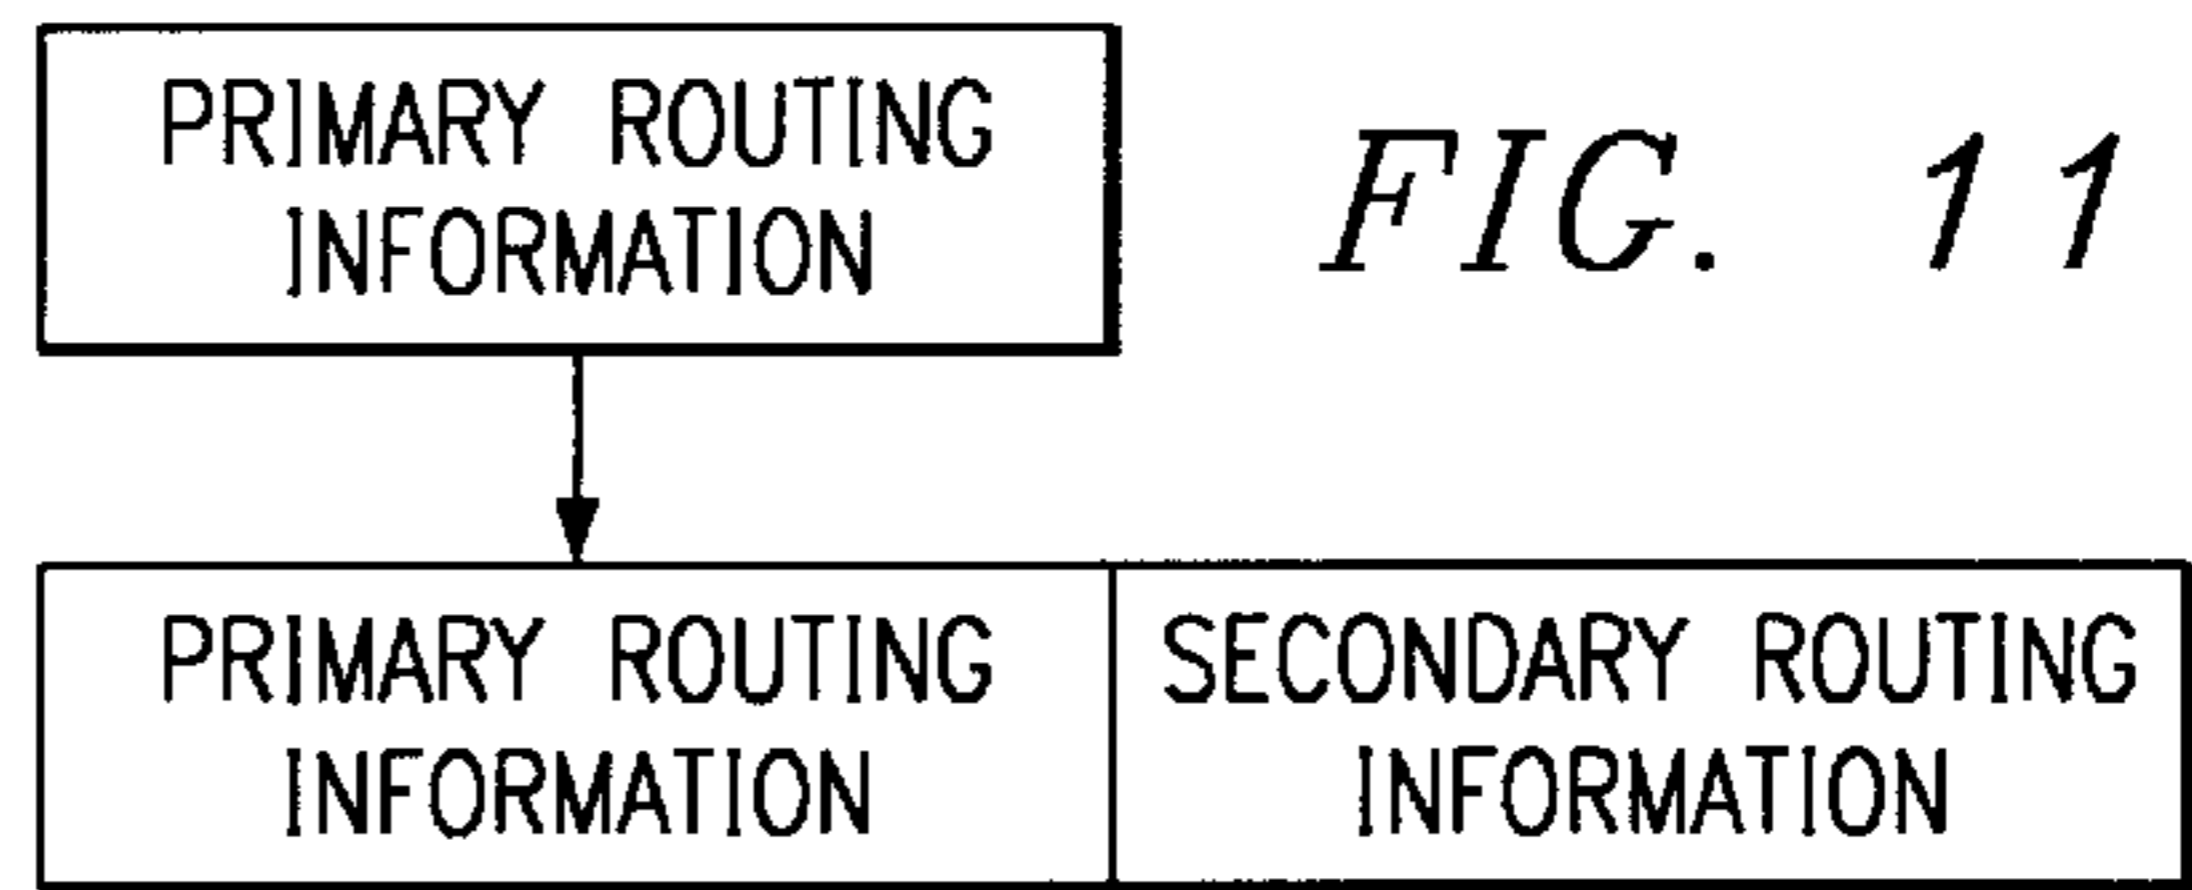 PRIMARY ROUTING
INFORMATION
FIG. 11
PRIMARY ROUTING
INFORMATION
SECONDARY ROUTING
INFORMATION